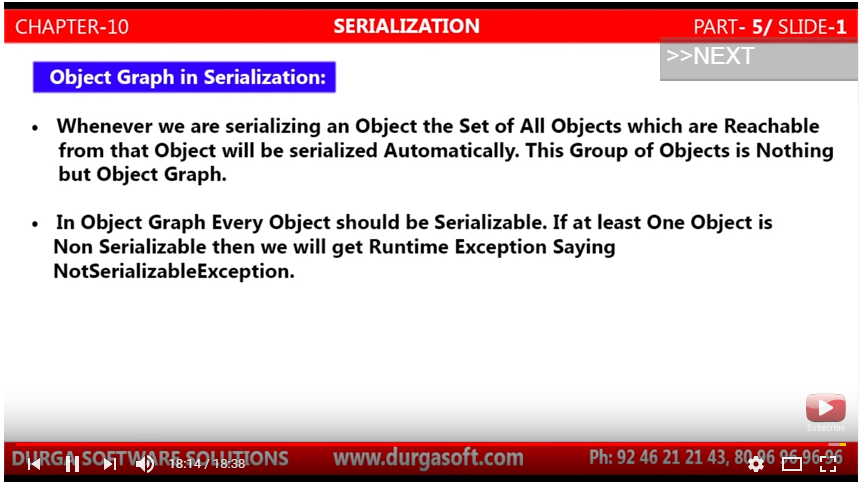 CHAPTER-10 SERIALIZATION PART- 5/ SLIDE-1
>>NEXT
Object Graph in Serialization:
• Whenever we are serializing an Object the Set of All Objects which are Reachable
from that Object will be serialized Automatically. This Group of Objects is Nothing
but Object Graph.
• In Object Graph Every Object should be Serializable. If at least One Object is
Non Serializable then we will get Runtime Exception Saying
NotSerializableException.
Subscribe
DURGA SOFTWARE SOLUTIONS www.durgasoft.com Ph: 92 46 21 21 43, 80 96 96 96 96
18:14 / 18:38